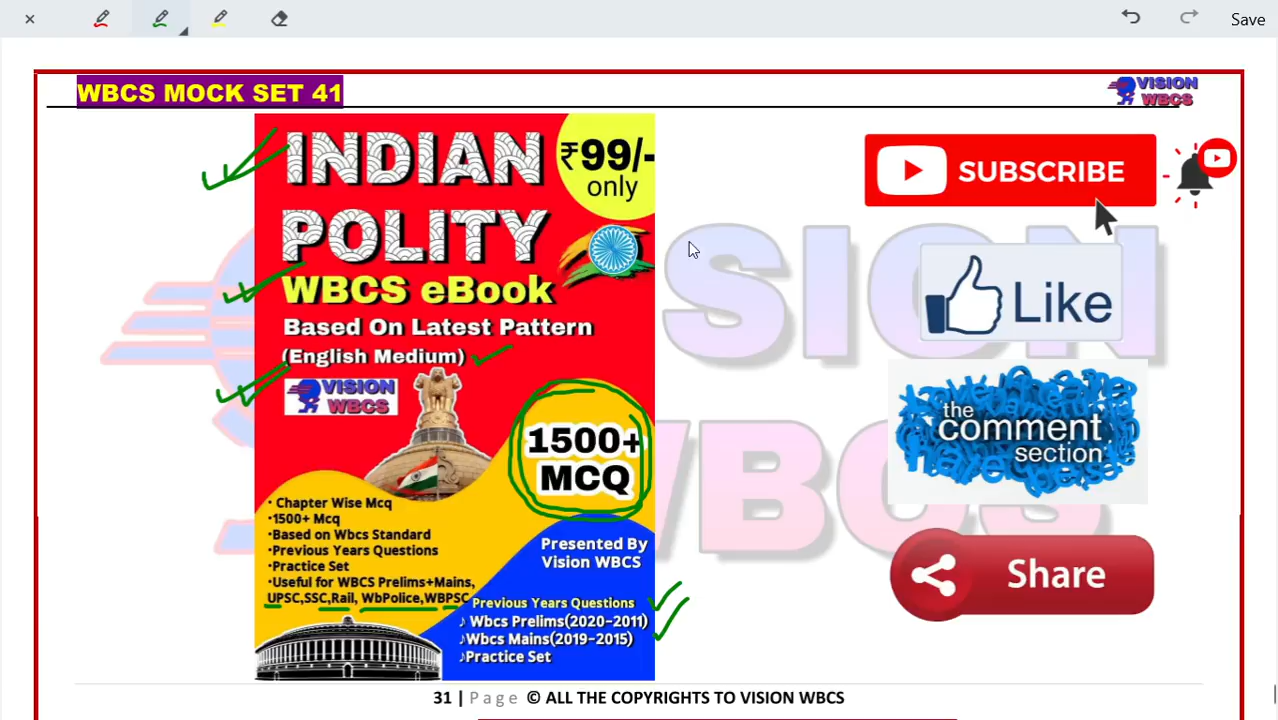 Save
WBCS MOCK SET 41
VISION
WBCS
INDIAN
POLITY
₹99/-
only
WBCS eBook
Based On Latest Pattern
(English Medium)
VISION
WBCS
1500+
MCQ
• Chapter Wise Mcq
•1500+ Mcq
•Based on Wbcs Standard
•Previous Years Questions
•Practice Set
•Useful for WBCS Prelims+Mains,
UPSC,SSC,Rail, WbPolice,WBPSC
Presented By
Vision WBCS
Previous Years Questions
♪ Wbcs Prelims(2020-2011)
♪Wbcs Mains(2019-2015)
♪Practice Set
SUBSCRIBE
Like
the
comment
section
Share
VISION
WBCS
31 | Page © ALL THE COPYRIGHTS TO VISION WBCS